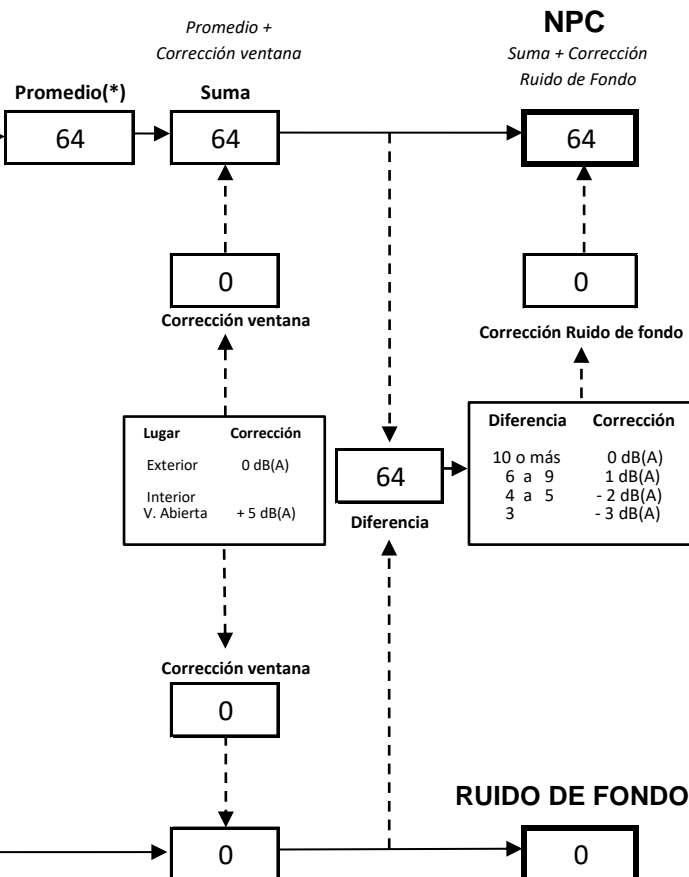 Promedio +
Corrección ventana
NPC
Suma + Corrección
Ruido de Fondo
Promedio(*)
Suma
64
64
64
0
0
Corrección ventana
Corrección Ruido de fondo
Lugar Corrección
Exterior 0 dB(A)
Interior
V. Abierta + 5 dB(A)
64
Diferencia
Diferencia Corrección
10 o más 0 dB(A)
6 a 9 1 dB(A)
4 a 5 - 2 dB(A)
3 - 3 dB(A)
Corrección ventana
0
RUIDO DE FONDO
0
0